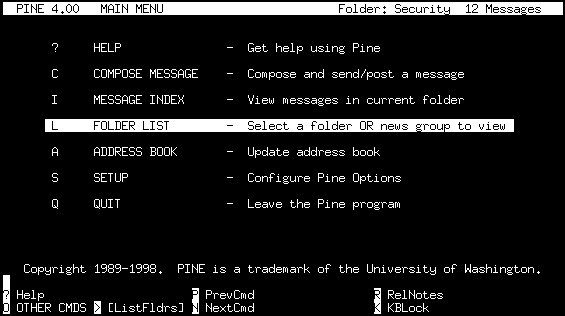 PINE 4.00   MAIN MENU                         Folder: Security  12 Messages
?     HELP               -  Get help using Pine
C     COMPOSE MESSAGE    -  Compose and send/post a message
I     MESSAGE INDEX      -  View messages in current folder
L     FOLDER LIST        -  Select a folder OR news group to view
A     ADDRESS BOOK       -  Update address book
S     SETUP              -  Configure Pine Options
Q     QUIT               -  Leave the Pine program
Copyright 1989-1998.  PINE is a trademark of the University of Washington.
? Help                     P PrevCmd                  R RelNotes
O OTHER CMDS > [ListFldrs] N NextCmd                  K KBLock